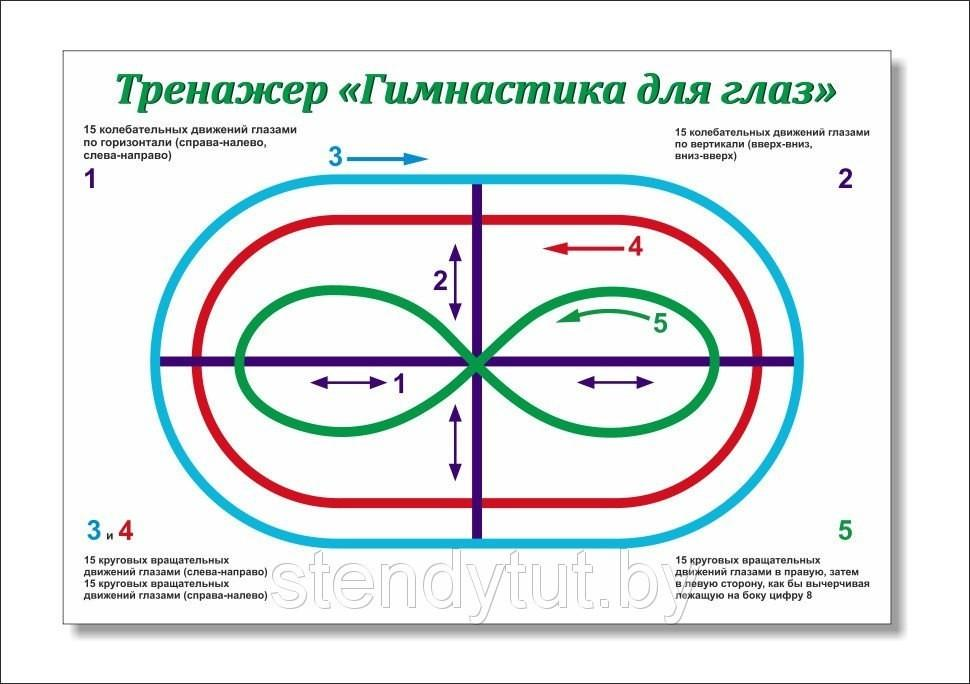 Тренажер «Гимнастика для глаз»
15 колебательных движений глазами
по горизонтали (справа-налево,
слева-направо)
1
15 колебательных движений глазами
по вертикали (вверх-вниз,
вниз-вверх)
2
3
4
2
5
1
3 и 4
15 круговых вращательных
движений глазами (слева-направо)
15 круговых вращательных
движений глазами (справа-налево)
5
15 круговых вращательных
движений глазами в правую, затем
в левую сторону, как бы вычерчивая
лежащую на боку цифру 8
stendytut.by